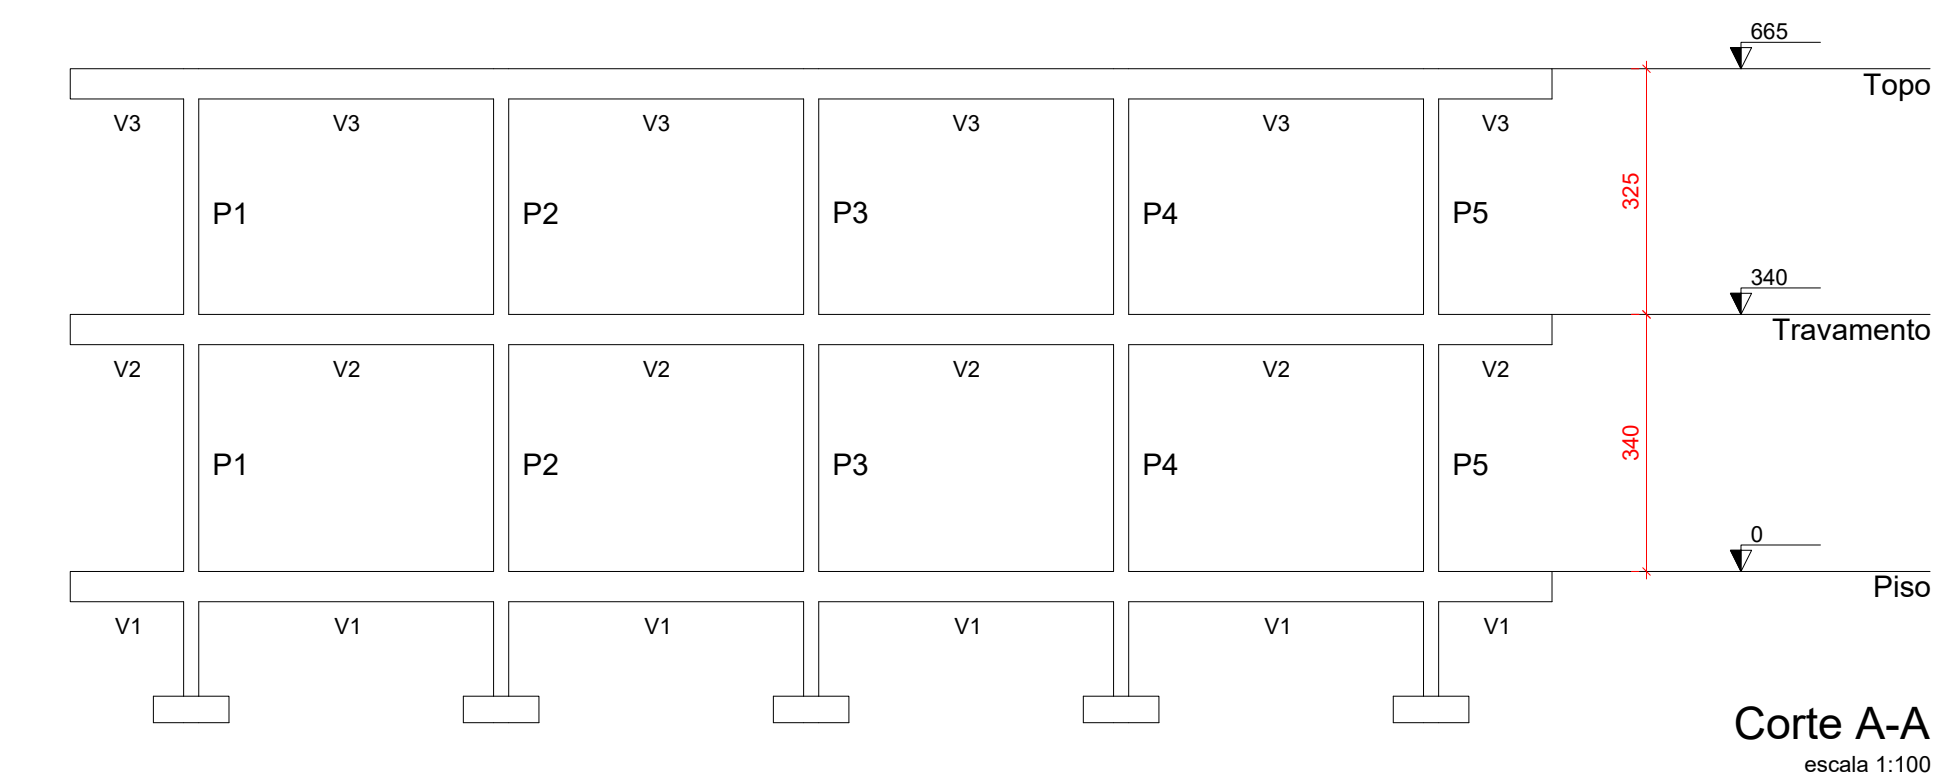 665
Topo
V3 V3 V3 V3 V3 V3
325
P1 P2 P3 P4 P5
340
Travamento
V2 V2 V2 V2 V2 V2
340
P1 P2 P3 P4 P5
0
Piso
V1 V1 V1 V1 V1 V1
Corte A-A
escala 1:100